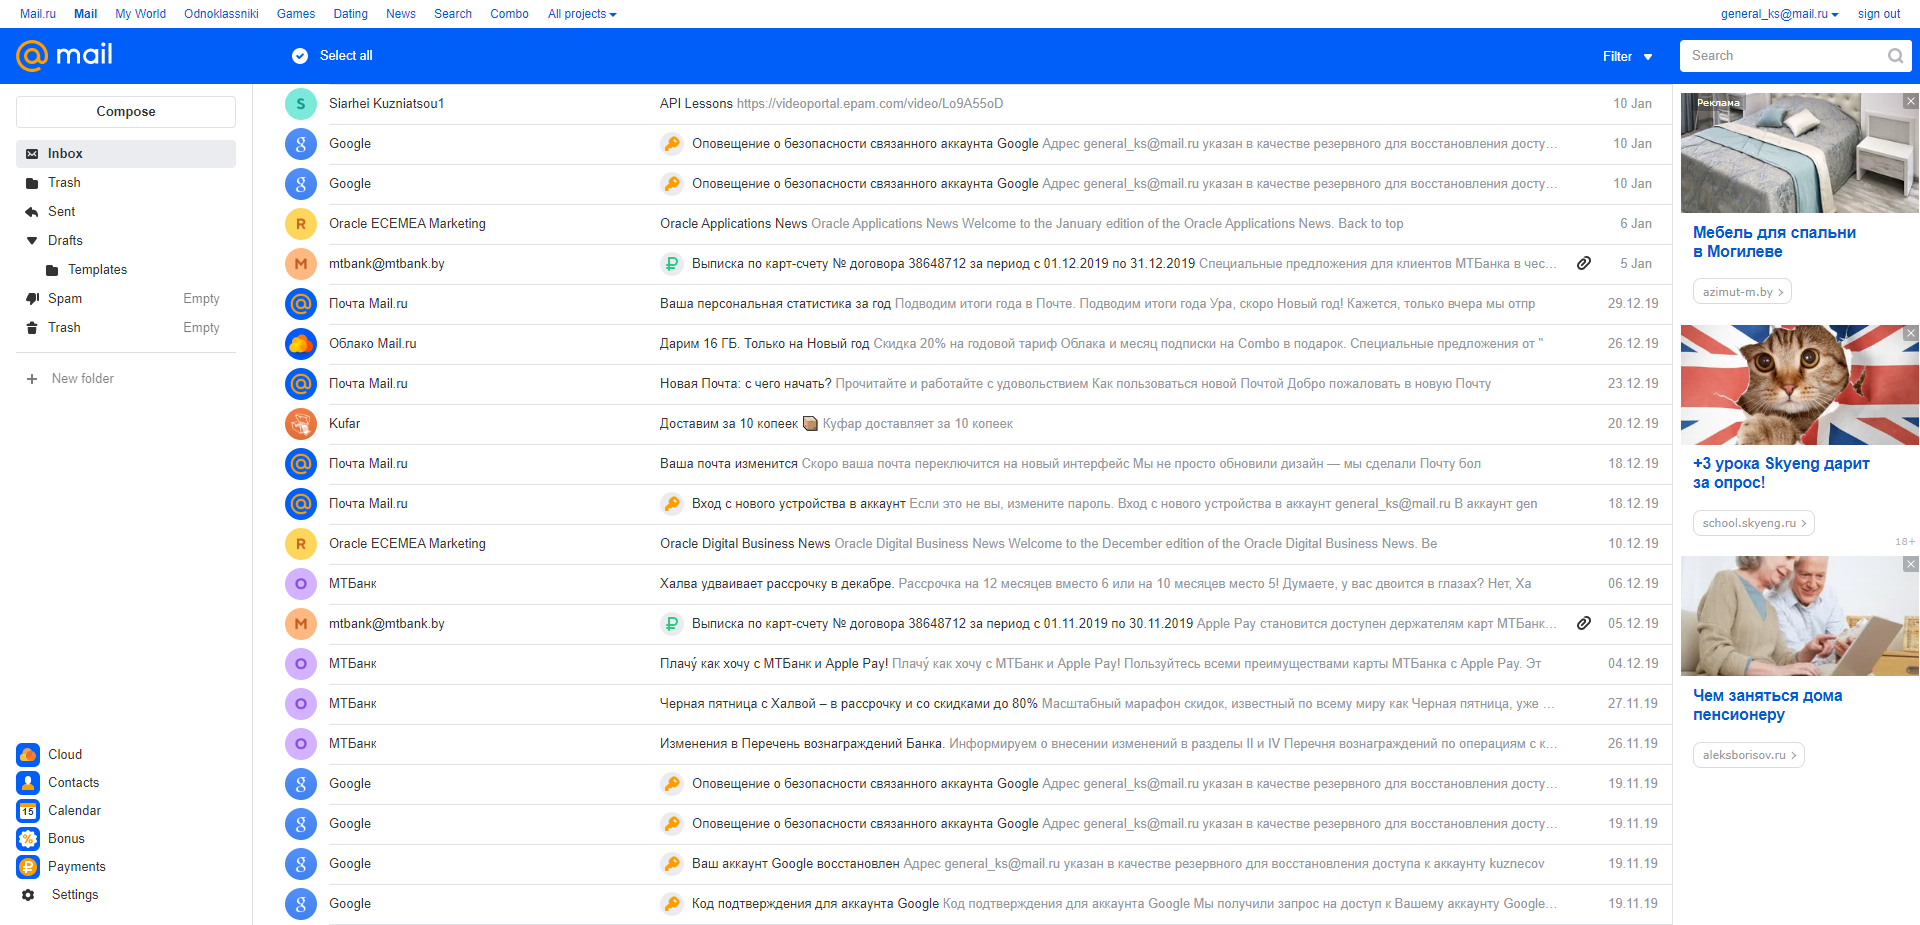 Mail.ru Mail My World Odnoklassniki Games Dating News Search Combo All projects general_ks@mail.ru sign out
@mail Select all Filter Search
Compose
Inbox
Trash
Sent
Drafts
Templates
Spam Empty
Trash Empty
New folder
Cloud
Contacts
15 Calendar
Bonus
Payments
Settings
S Siarhei Kuzniatsou1 API Lessons https://videoportal.epam.com/video/Lo9A55oD 10 Jan
g Google Оповещение о безопасности связанного аккаунта Google Адрес general_ks@mail.ru указан в качестве резервного для восстановления досту… 10 Jan
g Google Оповещение о безопасности связанного аккаунта Google Адрес general_ks@mail.ru указан в качестве резервного для восстановления досту… 10 Jan
R Oracle ECEMEA Marketing Oracle Applications News Oracle Applications News Welcome to the January edition of the Oracle Applications News. Back to top 6 Jan
M mtbank@mtbank.by Выписка по карт-счету № договора 38648712 за период с 01.12.2019 по 31.12.2019 Специальные предложения для клиентов МТБанка в чес… 5 Jan
Почта Mail.ru Ваша персональная статистика за год Подводим итоги года в Почте. Подводим итоги года Ура, скоро Новый год! Кажется, только вчера мы отпр 29.12.19
Облако Mail.ru Дарим 16 ГБ. Только на Новый год Скидка 20% на годовой тариф Облака и месяц подписки на Combo в подарок. Специальные предложения от " 26.12.19
Почта Mail.ru Новая Почта: с чего начать? Прочитайте и работайте с удовольствием Как пользоваться новой Почтой Добро пожаловать в новую Почту 23.12.19
Kufar Доставим за 10 копеек Куфар доставляет за 10 копеек 20.12.19
Почта Mail.ru Ваша почта изменится Скоро ваша почта переключится на новый интерфейс Мы не просто обновили дизайн — мы сделали Почту бол 18.12.19
Почта Mail.ru Вход с нового устройства в аккаунт Если это не вы, измените пароль. Вход с нового устройства в аккаунт general_ks@mail.ru В аккаунт gen 18.12.19
R Oracle ECEMEA Marketing Oracle Digital Business News Oracle Digital Business News Welcome to the December edition of the Oracle Digital Business News. Be 10.12.19
О МТБанк Халва удваивает рассрочку в декабре. Рассрочка на 12 месяцев вместо 6 или на 10 месяцев место 5! Думаете, у вас двоится в глазах? Нет, Ха 06.12.19
M mtbank@mtbank.by Выписка по карт-счету № договора 38648712 за период с 01.11.2019 по 30.11.2019 Apple Pay становится доступен держателям карт МТБанк… 05.12.19
О МТБанк Плачу́ как хочу с МТБанк и Apple Pay! Плачу́ как хочу с МТБанк и Apple Pay! Пользуйтесь всеми преимуществами карты МТБанка с Apple Pay. Эт 04.12.19
О МТБанк Черная пятница с Халвой – в рассрочку и со скидками до 80% Масштабный марафон скидок, известный по всему миру как Черная пятница, уже … 27.11.19
О МТБанк Изменения в Перечень вознаграждений Банка. Информируем о внесении изменений в разделы II и IV Перечня вознаграждений по операциям с к… 26.11.19
g Google Оповещение о безопасности связанного аккаунта Google Адрес general_ks@mail.ru указан в качестве резервного для восстановления досту… 19.11.19
g Google Оповещение о безопасности связанного аккаунта Google Адрес general_ks@mail.ru указан в качестве резервного для восстановления досту… 19.11.19
g Google Ваш аккаунт Google восстановлен Адрес general_ks@mail.ru указан в качестве резервного для восстановления доступа к аккаунту kuznecov 19.11.19
g Google Код подтверждения для аккаунта Google Код подтверждения для аккаунта Google Мы получили запрос на доступ к Вашему аккаунту Google… 19.11.19
Реклама
Мебель для спальни
в Могилеве
azimut-m.by
+3 урока Skyeng дарит
за опрос!
school.skyeng.ru
18+
Чем заняться дома
пенсионеру
aleksborisov.ru